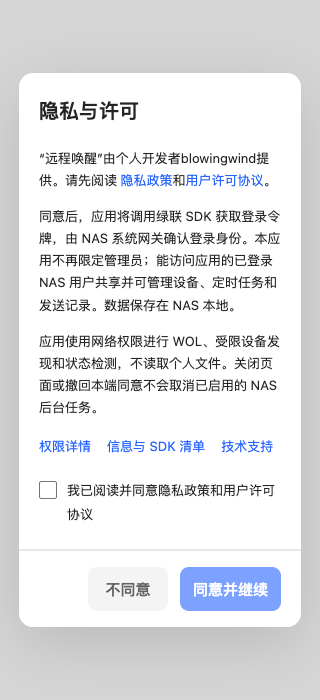 隐私与许可
“远程唤醒”由个人开发者blowingwind提
供。请先阅读 隐私政策和用户许可协议。
同意后，应用将调用绿联 SDK 获取登录令
牌，由 NAS 系统网关确认登录身份。本应
用不再限定管理员；能访问应用的已登录
NAS 用户共享并可管理设备、定时任务和
发送记录。数据保存在 NAS 本地。
应用使用网络权限进行 WOL、受限设备发
现和状态检测，不读取个人文件。关闭页
面或撤回本端同意不会取消已启用的 NAS
后台任务。
权限详情 信息与 SDK 清单 技术支持
我已阅读并同意隐私政策和用户许可
协议
不同意 同意并继续